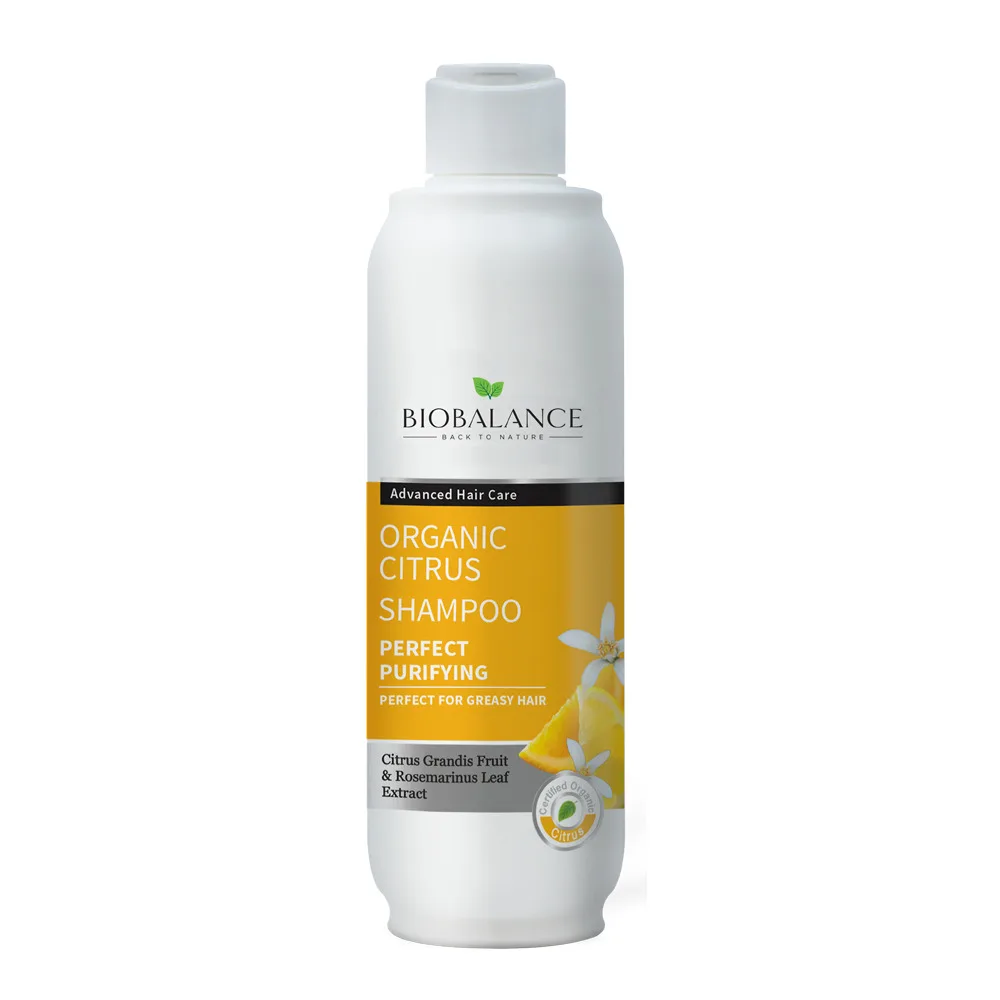 BIOBALANCE
BACK TO NATURE
Advanced Hair Care
ORGANIC
CITRUS
SHAMPOO
PERFECT
PURIFYING
PERFECT FOR GREASY HAIR
Citrus Grandis Fruit
& Rosemarinus Leaf
Extract
Certified Organic
Citrus